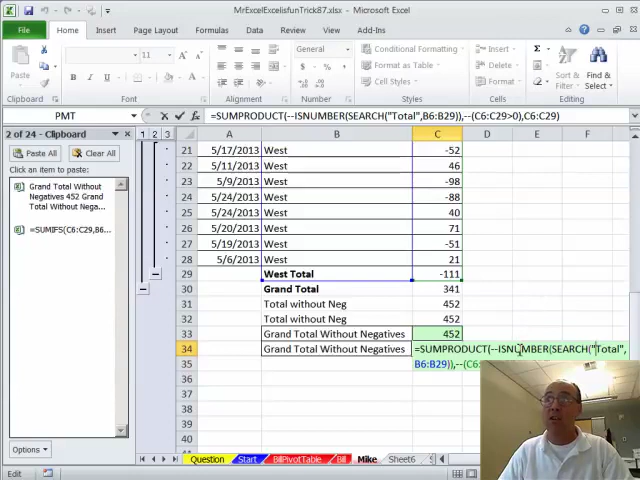 MrExcelExcelisfunTrick87.xlsx - Microsoft Excel
File Home Insert Page Layout Formulas Data Review View Add-Ins
Paste
11
General
Conditional Formatting
Format as Table
Cell Styles
Insert
Delete
Format
Sort & Filter
Find & Select
Clipboard Font Alignment Number Styles Cells Editing
PMT =SUMPRODUCT(--ISNUMBER(SEARCH("Total",B6:B29)),--(C6:C29>0),C6:C29)
2 of 24 - Clipboard
Paste All Clear All
Click an item to paste:
Grand Total Without
Negatives 452 Grand
Total Without Nega...
=SUMIFS(C6:C29,B6...
Options
1 2 3
A B C D E F
21 5/17/2013 West -52
22 5/11/2013 West 46
23 5/9/2013 West -98
24 5/24/2013 West -88
25 5/24/2013 West 40
26 5/20/2013 West 71
27 5/19/2013 West -51
28 5/6/2013 West 21
29 West Total -111
30 Grand Total 341
31 Total without Neg 452
32 Total without Neg 452
33 Grand Total Without Negatives 452
34 Grand Total Without Negatives =SUMPRODUCT(--ISNUMBER(SEARCH("Total",
35 B6:B29)),--(C6:
36
37
38
39
40
Question Start BillPivotTable Bill Mike Sheet6
Edit